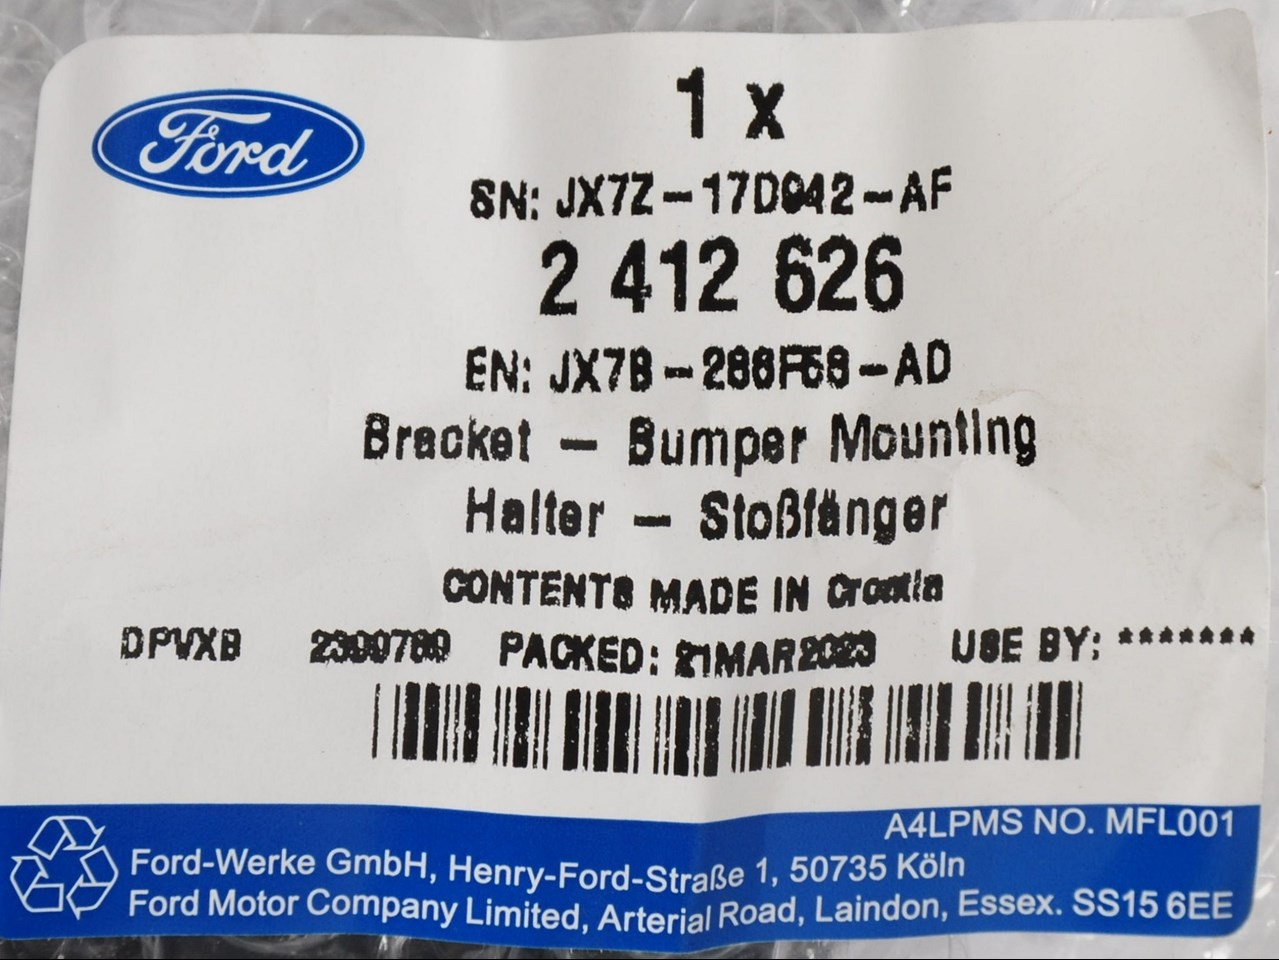 Ford
1 x
SN: JX7Z-17D942-AF
2 412 626
EN: JX7B-286F58-AD
Bracket - Bumper Mounting
Halter - Stoßfänger
CONTENTS MADE IN Croatia
DPVXB PACKED: 21MAR2023 USE BY: *******
A4LPMS NO. MFL001
Ford-Werke GmbH, Henry-Ford-Straße 1, 50735 Köln
Ford Motor Company Limited, Arterial Road, Laindon, Essex. SS15 6EE